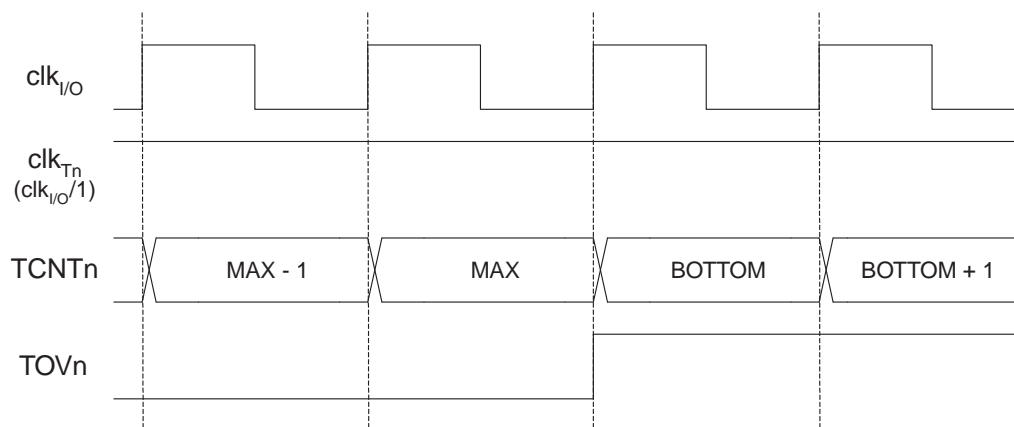 clkI/O
clkTn
(clkI/O/1)
TCNTn MAX - 1 MAX BOTTOM BOTTOM + 1
TOVn